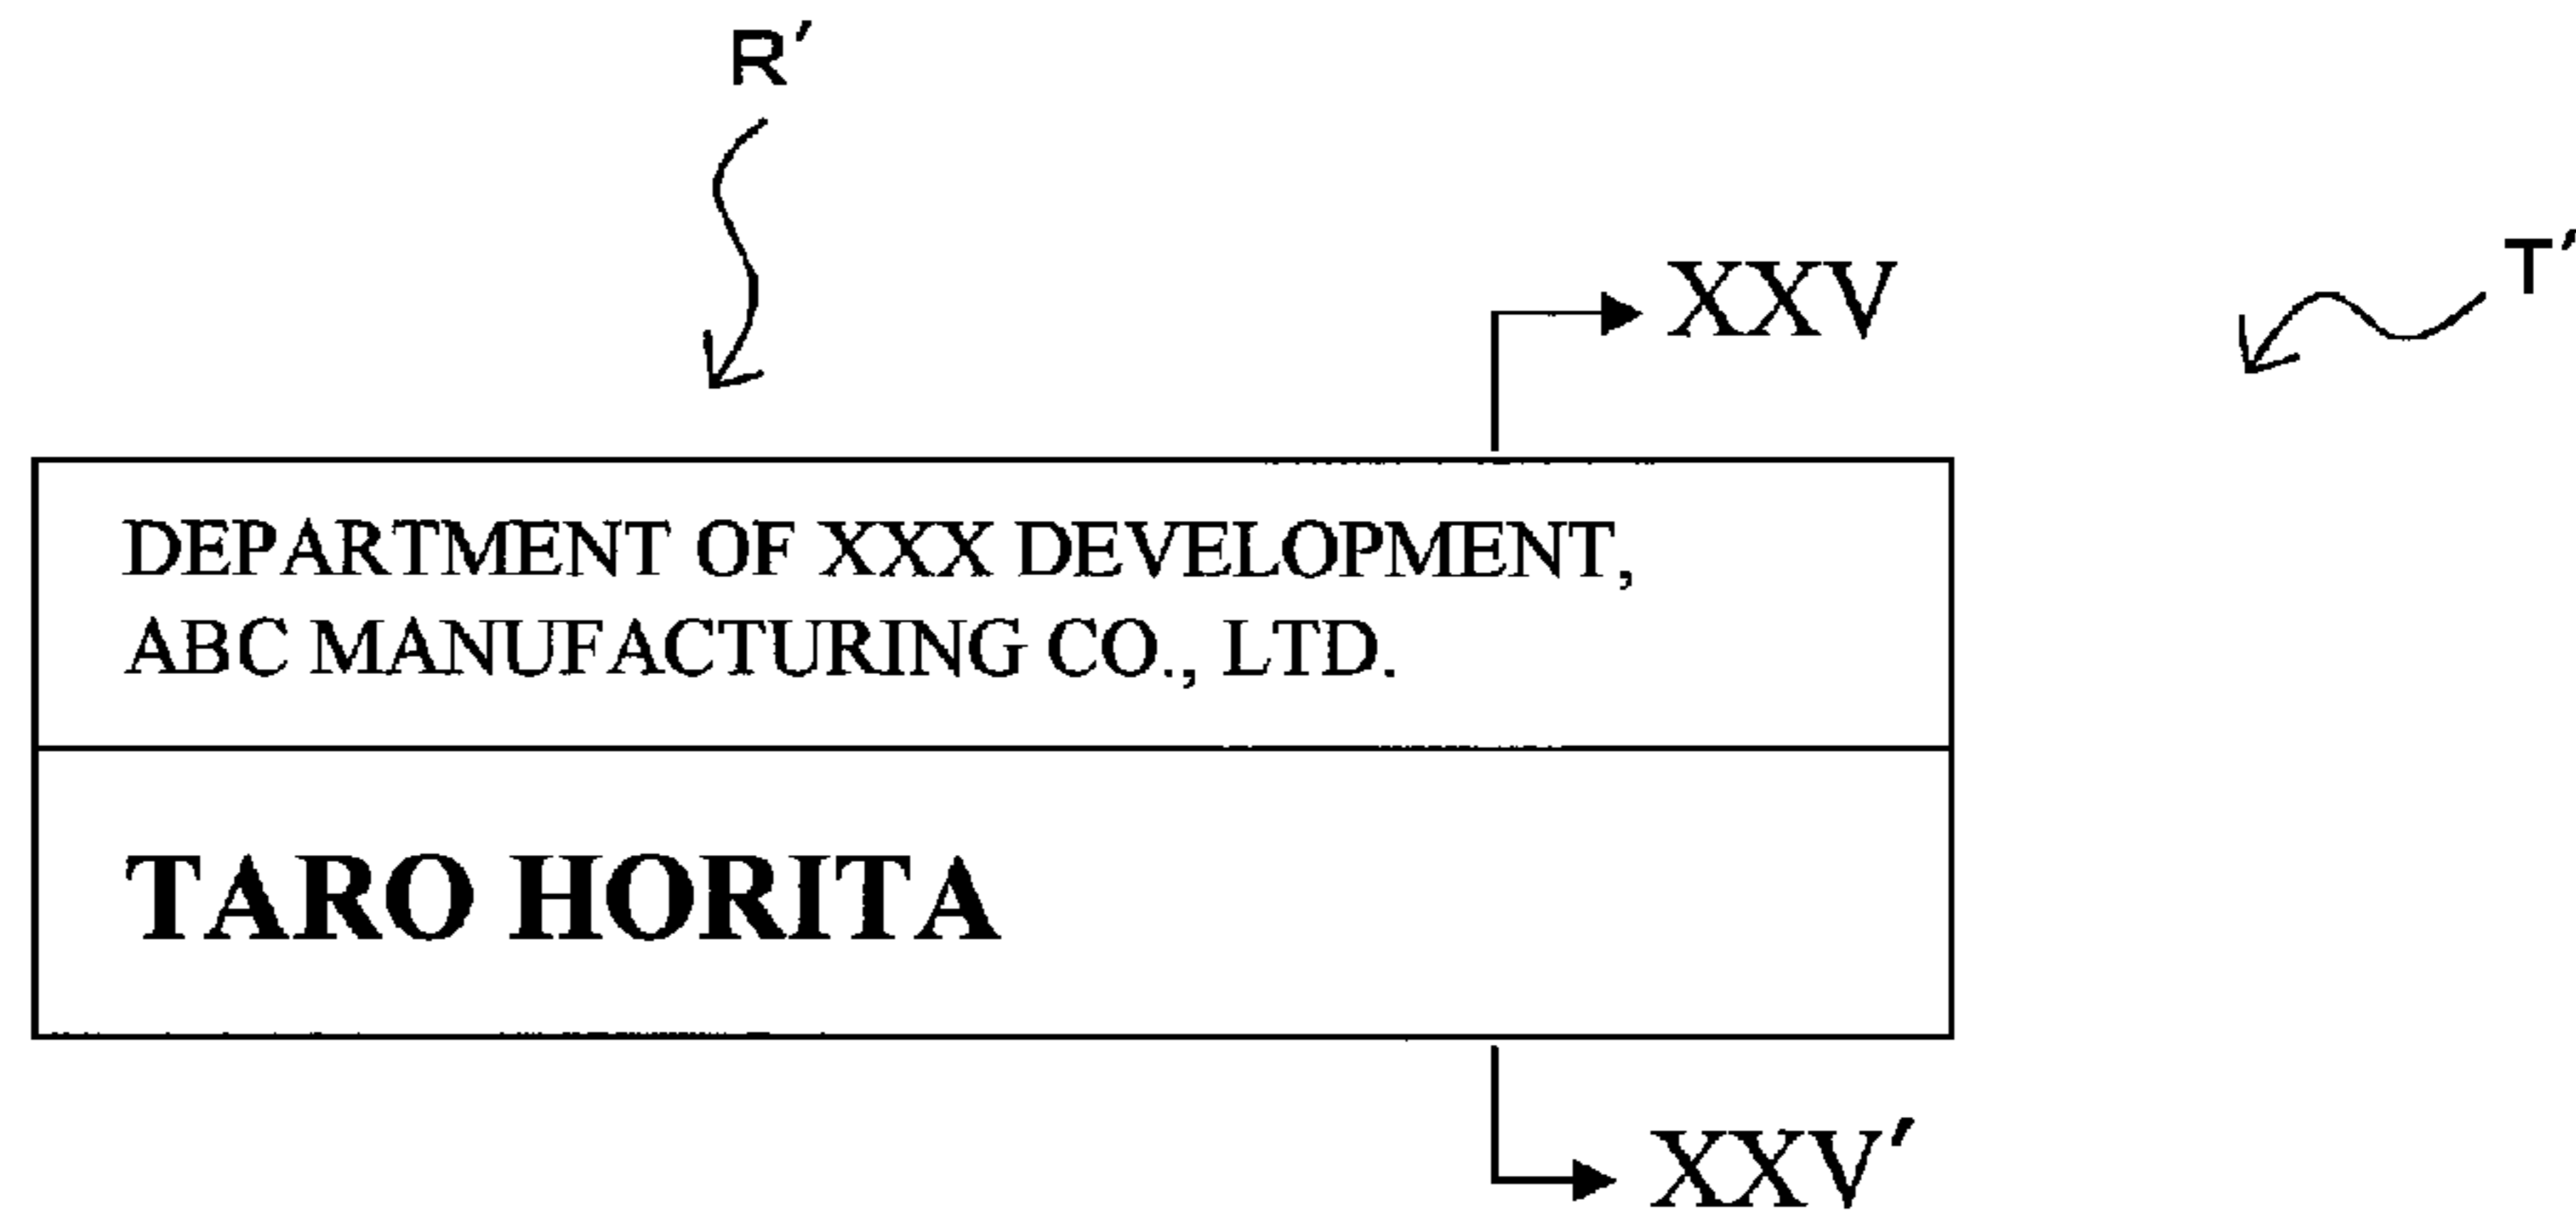 R′
XXV
T′
DEPARTMENT OF XXX DEVELOPMENT,
ABC MANUFACTURING CO., LTD.
TARO HORITA
XXV′